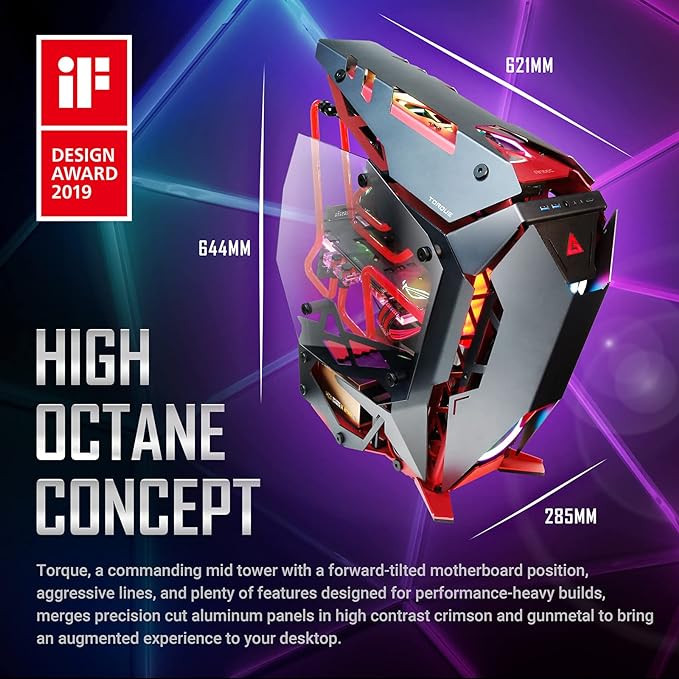 iF
DESIGN
AWARD
2019
621MM
644MM
TORQUE
HIGH
OCTANE
CONCEPT
285MM
Torque, a commanding mid tower with a forward-tilted motherboard position,
aggressive lines, and plenty of features designed for performance-heavy builds,
merges precision cut aluminum panels in high contrast crimson and gunmetal to bring
an augmented experience to your desktop.